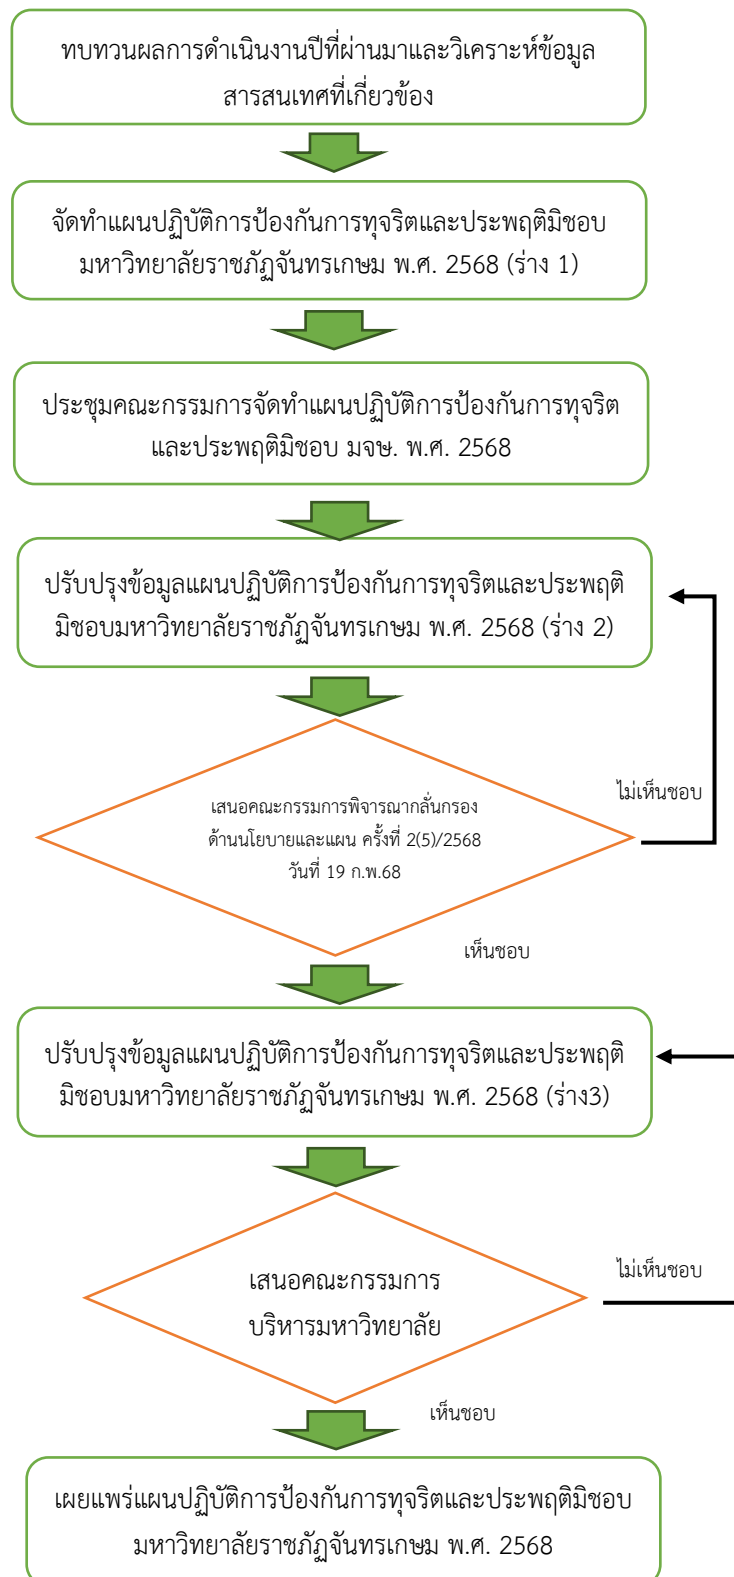 ทบทวนผลการดำเนินงานปีที่ผ่านมาและวิเคราะห์ข้อมูล
สารสนเทศที่เกี่ยวข้อง
จัดทำแผนปฏิบัติการป้องกันการทุจริตและประพฤติมิชอบ
มหาวิทยาลัยราชภัฏจันทรเกษม พ.ศ. 2568 (ร่าง 1)
ประชุมคณะกรรมการจัดทำแผนปฏิบัติการป้องกันการทุจริต
และประพฤติมิชอบ มจษ. พ.ศ. 2568
ปรับปรุงข้อมูลแผนปฏิบัติการป้องกันการทุจริตและประพฤติ
มิชอบมหาวิทยาลัยราชภัฏจันทรเกษม พ.ศ. 2568 (ร่าง 2)
ไม่เห็นชอบ
เสนอคณะกรรมการพิจารณากลั่นกรอง
ด้านนโยบายและแผน ครั้งที่ 2(5)/2568
วันที่ 19 ก.พ.68
เห็นชอบ
ปรับปรุงข้อมูลแผนปฏิบัติการป้องกันการทุจริตและประพฤติ
มิชอบมหาวิทยาลัยราชภัฏจันทรเกษม พ.ศ. 2568 (ร่าง3)
ไม่เห็นชอบ
เสนอคณะกรรมการ
บริหารมหาวิทยาลัย
เห็นชอบ
เผยแพร่แผนปฏิบัติการป้องกันการทุจริตและประพฤติมิชอบ
มหาวิทยาลัยราชภัฏจันทรเกษม พ.ศ. 2568